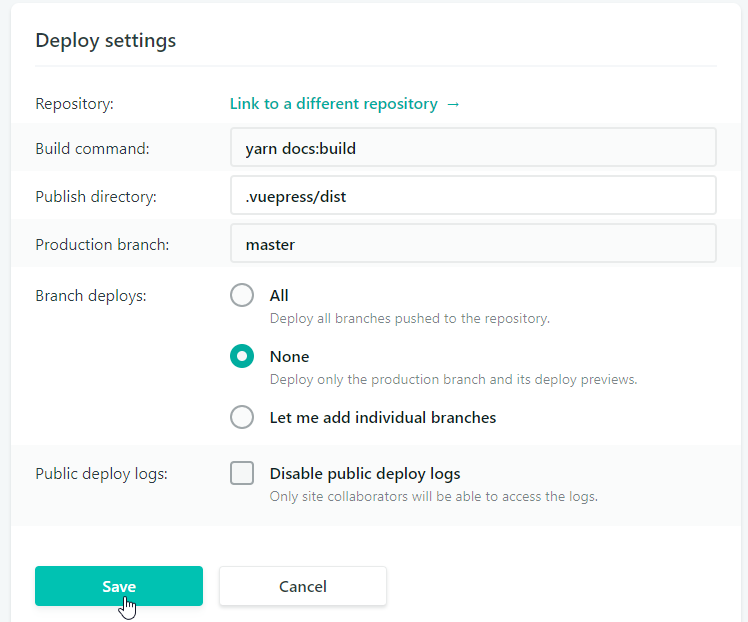 Deploy settings
Repository: Link to a different repository →
Build command: yarn docs:build
Publish directory: .vuepress/dist
Production branch: master
Branch deploys: All
Deploy all branches pushed to the repository.
None
Deploy only the production branch and its deploy previews.
Let me add individual branches
Public deploy logs: Disable public deploy logs
Only site collaborators will be able to access the logs.
Save Cancel